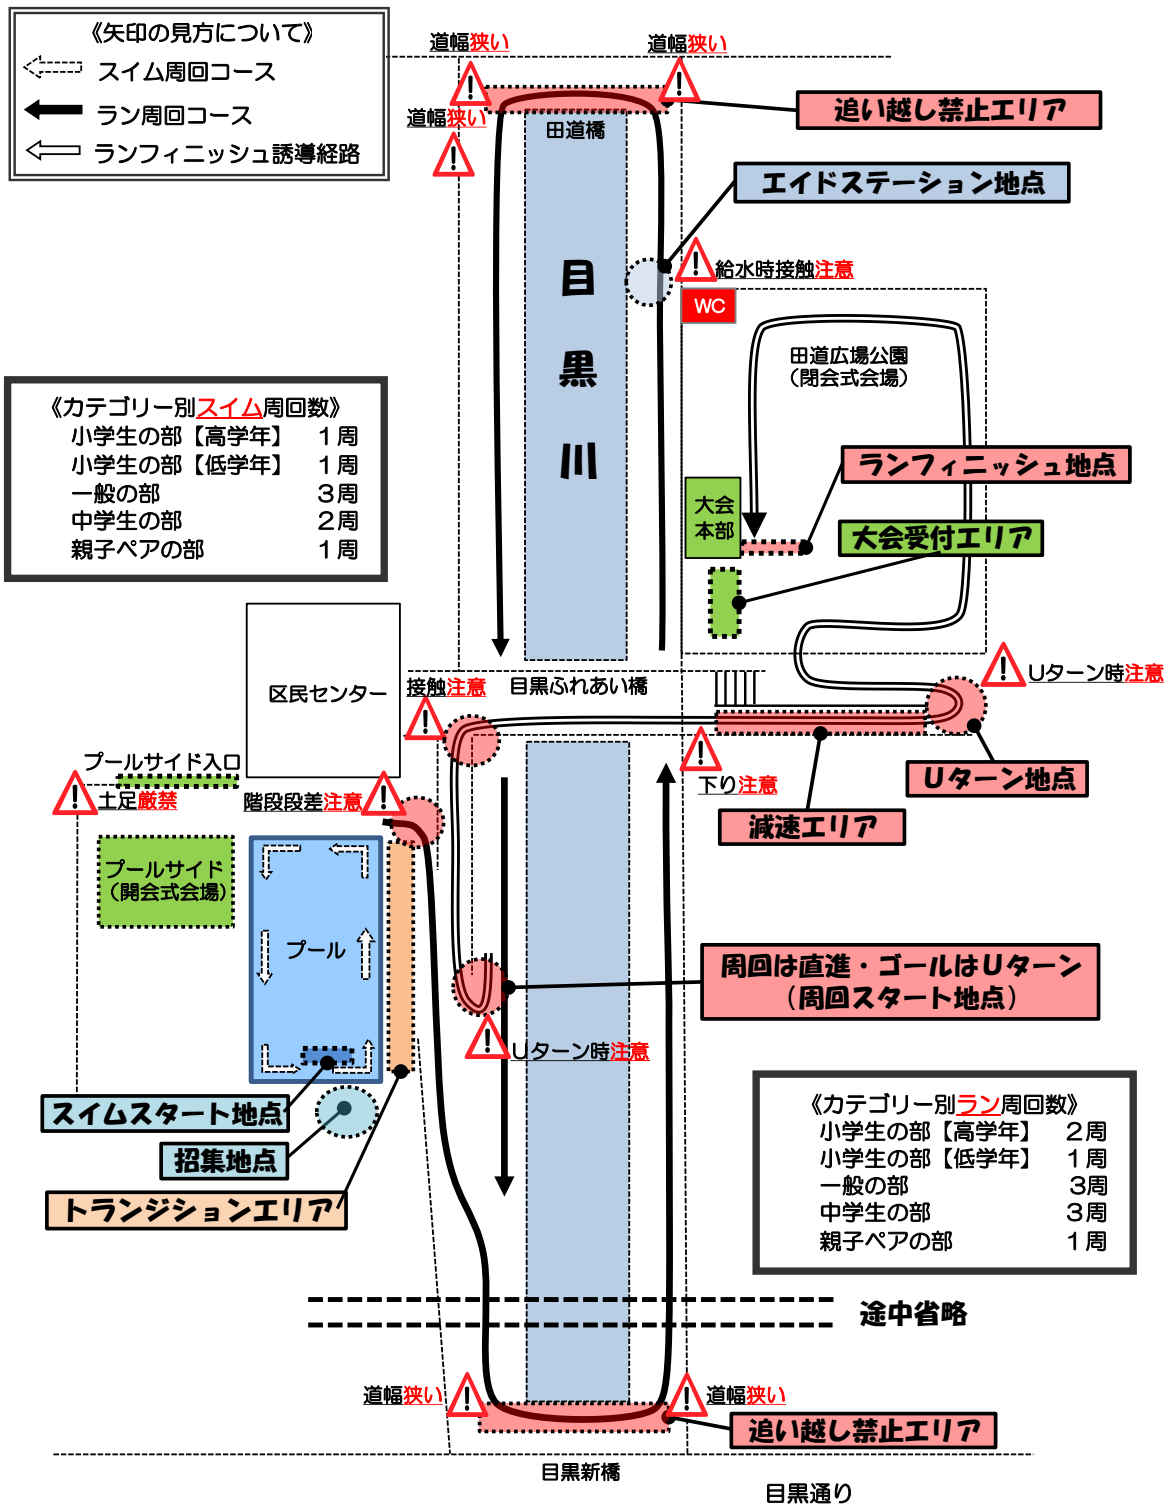 《矢印の見方について》
スイム周回コース
ラン周回コース
ランフィニッシュ誘導経路
道幅狭い
道幅狭い
道幅狭い
追い越し禁止エリア
田道橋
エイドステーション地点
給水時接触注意
WC
目
黒
川
田道広場公園
（閉会式会場）
《カテゴリー別スイム周回数》
小学生の部【高学年】 1周
小学生の部【低学年】 1周
一般の部 3周
中学生の部 2周
親子ペアの部 1周
ランフィニッシュ地点
大会
本部
大会受付エリア
区民センター
接触注意
目黒ふれあい橋
Uターン時注意
プールサイド入口
土足厳禁
階段段差注意
下り注意
Uターン地点
減速エリア
プールサイド
（開会式会場）
プール
周回は直進・ゴールはUターン
（周回スタート地点）
Uターン時注意
スイムスタート地点
招集地点
トランジションエリア
《カテゴリー別ラン周回数》
小学生の部【高学年】 2周
小学生の部【低学年】 1周
一般の部 3周
中学生の部 3周
親子ペアの部 1周
途中省略
道幅狭い
道幅狭い
追い越し禁止エリア
目黒新橋
目黒通り